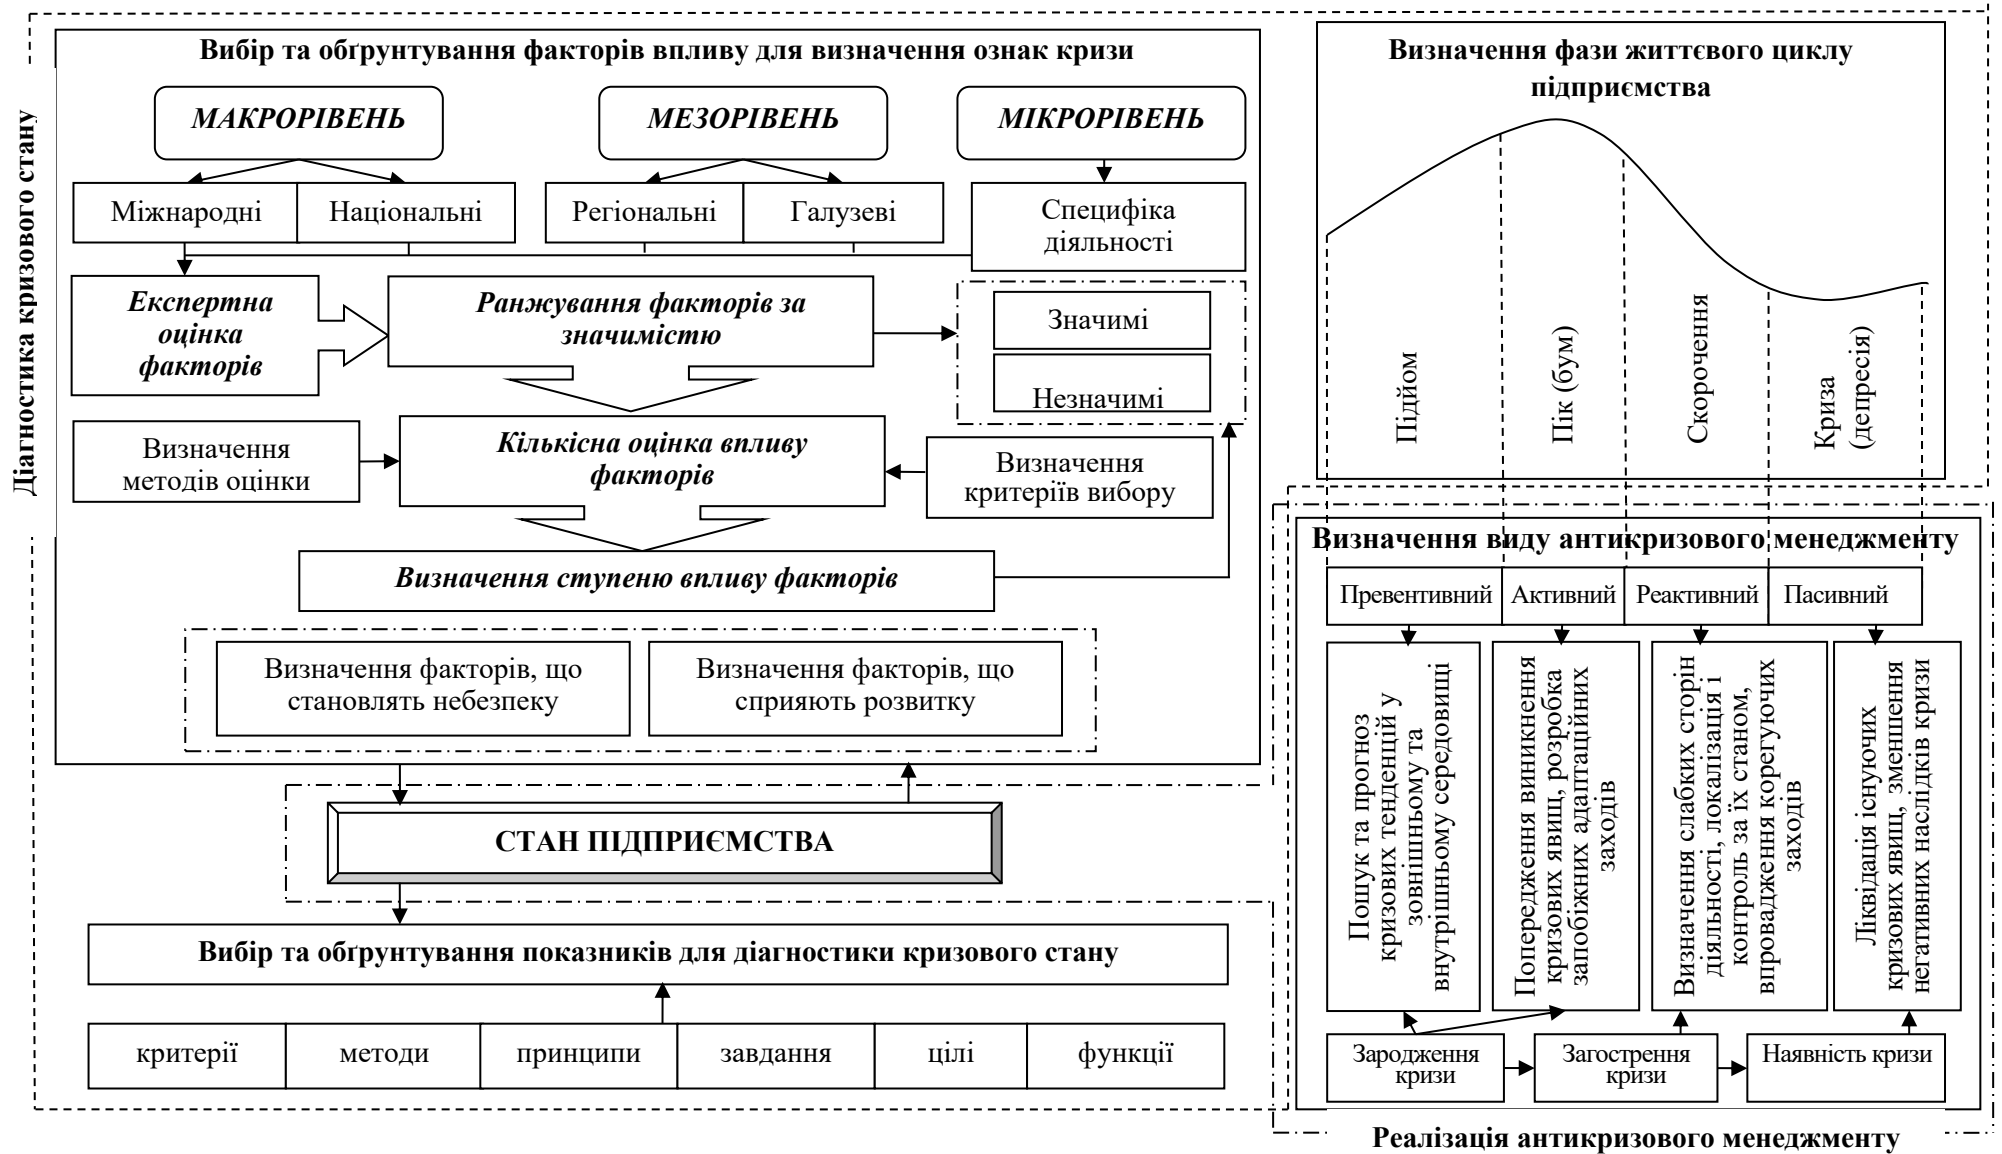 Діагностика кризового стану
Вибір та обґрунтування факторів впливу для визначення ознак кризи
МАКРОРІВЕНЬ
МЕЗОРІВЕНЬ
МІКРОРІВЕНЬ
Міжнародні
Національні
Регіональні
Галузеві
Специфіка
діяльності
Експертна
оцінка
факторів
Ранжування факторів за
значимістю
Значимі
Незначимі
Визначення
методів оцінки
Кількісна оцінка впливу
факторів
Визначення
критеріїв вибору
Визначення ступеню впливу факторів
Визначення факторів, що
становлять небезпеку
Визначення факторів, що
сприяють розвитку
СТАН ПІДПРИЄМСТВА
Вибір та обґрунтування показників для діагностики кризового стану
критерії
методи
принципи
завдання
цілі
функції
Визначення фази життєвого циклу
підприємства
Підйом
Пік (бум)
Скорочення
Криза
(депресія)
Визначення виду антикризового менеджменту
Превентивний
Активний
Реактивний
Пасивний
Пошук та прогноз
кризових тенденцій у
зовнішньому та
внутрішньому середовищі
Попередження виникнення
кризових явищ, розробка
запобіжних адаптаційних
заходів
Визначення слабких сторін
діяльності, локалізація і
контроль за їх станом,
впровадження корегуючих
заходів
Ліквідація існуючих
кризових явищ, зменшення
негативних наслідків кризи
Зародження
кризи
Загострення
кризи
Наявність кризи
Реалізація антикризового менеджменту